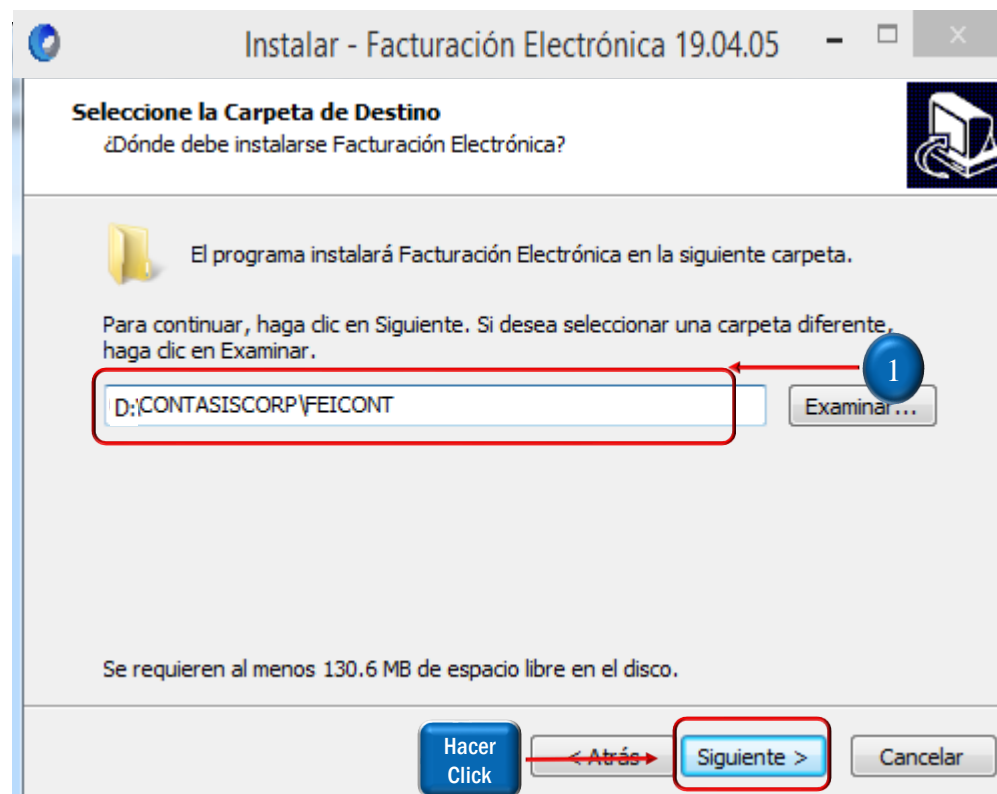 Instalar - Facturación Electrónica 19.04.05
Seleccione la Carpeta de Destino
¿Dónde debe instalarse Facturación Electrónica?
El programa instalará Facturación Electrónica en la siguiente carpeta.
Para continuar, haga clic en Siguiente. Si desea seleccionar una carpeta diferente,
haga clic en Examinar.
1
D:\CONTASISCORP\FEICONT
Examinar...
Se requieren al menos 130.6 MB de espacio libre en el disco.
Hacer
Click
< Atrás
Siguiente >
Cancelar